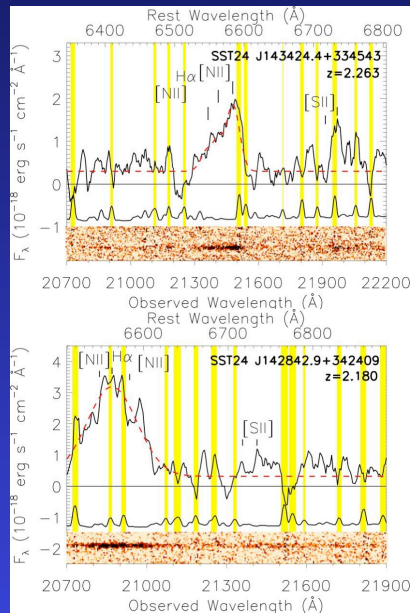 Rest Wavelength (Å)
6400 6500 6600 6700 6800
SST24 J143424.4+334543
z=2.263
Hα [NII]
[NII]
[SII]
F_λ (10⁻¹⁸ erg s⁻¹ cm⁻² Å⁻¹)
3
2
1
0
−1
20700 21000 21300 21600 21900 22200
Observed Wavelength (Å)
Rest Wavelength (Å)
6600 6700 6800
SST24 J142842.9+342409
z=2.180
[NII] Hα [NII]
[SII]
F_λ (10⁻¹⁸ erg s⁻¹ cm⁻² Å⁻¹)
4
3
2
1
0
−1
−2
20700 21000 21300 21600 21900
Observed Wavelength (Å)